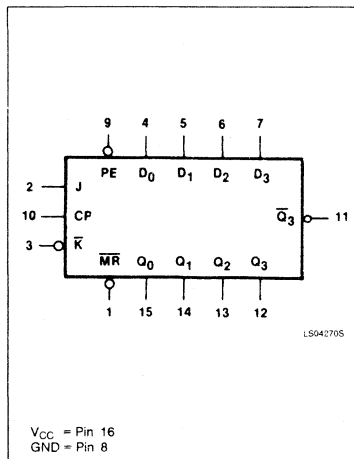 9 4 5 6 7
PE D0 D1 D2 D3
2 J
10 CP Q̅3 11
3 K̅
M̅R̅ Q0 Q1 Q2 Q3
1 15 14 13 12
LS04270S
VCC = Pin 16
GND = Pin 8